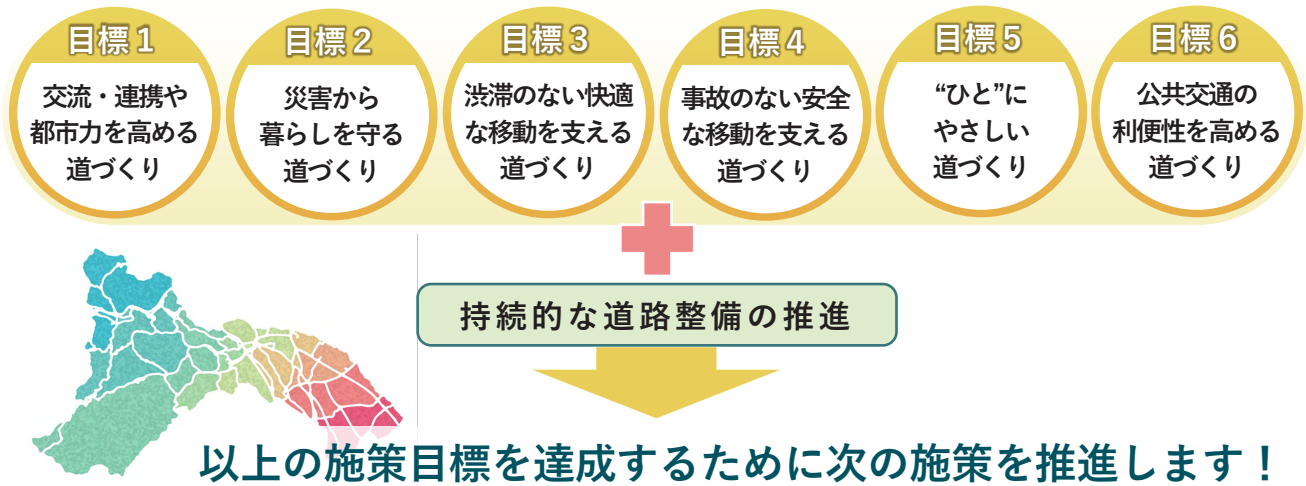 目標1
交流・連携や
都市力を高める
道づくり
目標2
災害から
暮らしを守る
道づくり
目標3
渋滞のない快適
な移動を支える
道づくり
目標4
事故のない安全
な移動を支える
道づくり
目標5
“ひと”に
やさしい
道づくり
目標6
公共交通の
利便性を高める
道づくり
持続的な道路整備の推進
以上の施策目標を達成するために次の施策を推進します！